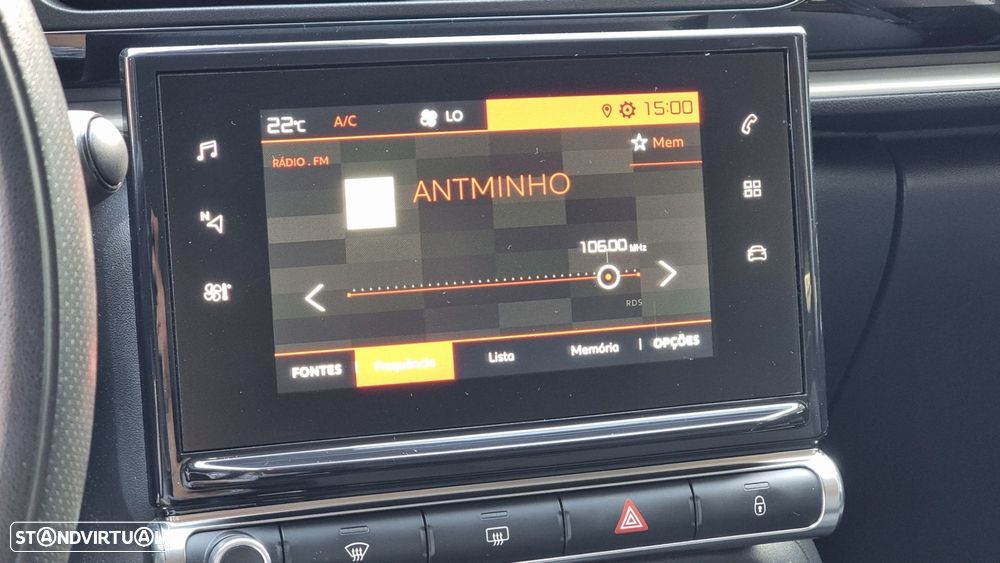 22°C A/C LO 15:00
RÁDIO . FM
Mem
ANTMINHO
N
106.00 MHz
RDS
FONTES Frequência Lista Memória OPÇÕES
STANDVIRTUAL